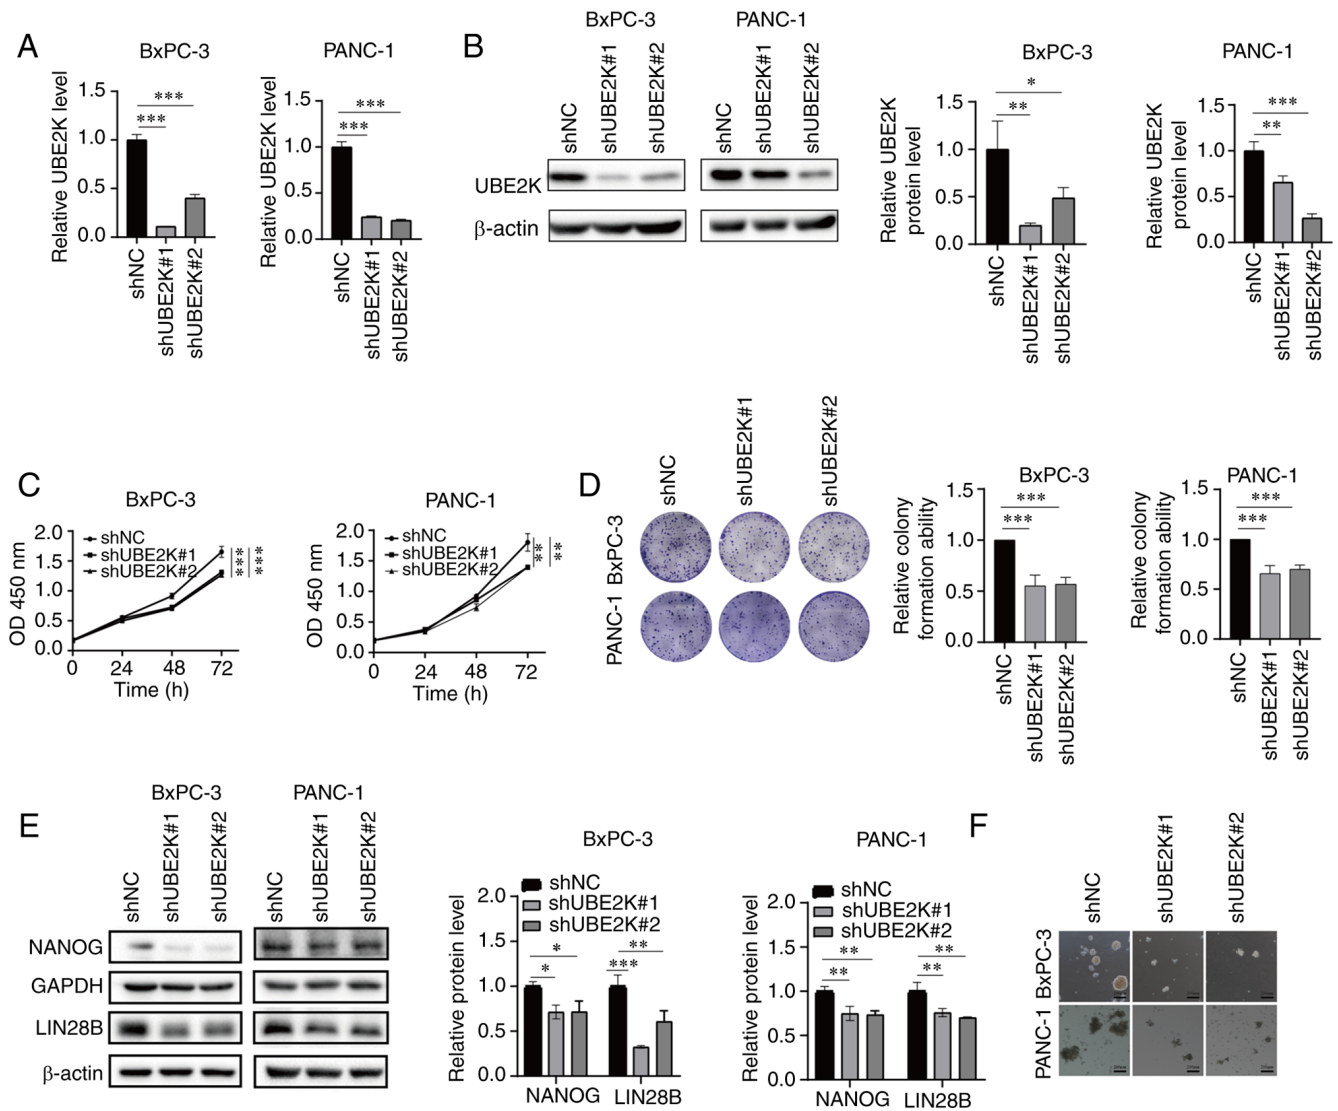 A
BxPC-3
Relative UBE2K level
1.5
1.0
0.5
0.0
***
***
shNC
shUBE2K#1
shUBE2K#2
PANC-1
Relative UBE2K level
1.5
1.0
0.5
0.0
***
***
shNC
shUBE2K#1
shUBE2K#2
B
BxPC-3
PANC-1
shNC
shUBE2K#1
shUBE2K#2
shNC
shUBE2K#1
shUBE2K#2
UBE2K
β-actin
BxPC-3
Relative UBE2K
protein level
1.5
1.0
0.5
0.0
*
**
shNC
shUBE2K#1
shUBE2K#2
PANC-1
Relative UBE2K
protein level
1.5
1.0
0.5
0.0
***
**
shNC
shUBE2K#1
shUBE2K#2
C
BxPC-3
OD 450 nm
2.0
1.5
1.0
0.5
0.0
shNC
shUBE2K#1
shUBE2K#2
***
***
0 24 48 72
Time (h)
PANC-1
OD 450 nm
2.0
1.5
1.0
0.5
0.0
shNC
shUBE2K#1
shUBE2K#2
**
**
0 24 48 72
Time (h)
D
shNC
shUBE2K#1
shUBE2K#2
BxPC-3
PANC-1
BxPC-3
Relative colony
formation ability
1.5
1.0
0.5
0.0
***
***
shNC
shUBE2K#1
shUBE2K#2
PANC-1
Relative colony
formation ability
1.5
1.0
0.5
0.0
***
***
shNC
shUBE2K#1
shUBE2K#2
E
BxPC-3
PANC-1
shNC
shUBE2K#1
shUBE2K#2
shNC
shUBE2K#1
shUBE2K#2
NANOG
GAPDH
LIN28B
β-actin
BxPC-3
Relative protein level
2.0
1.5
1.0
0.5
0.0
shNC
shUBE2K#1
shUBE2K#2
*
*
**
***
NANOG LIN28B
PANC-1
Relative protein level
2.0
1.5
1.0
0.5
0.0
shNC
shUBE2K#1
shUBE2K#2
**
**
**
**
NANOG LIN28B
F
shNC
shUBE2K#1
shUBE2K#2
BxPC-3
PANC-1